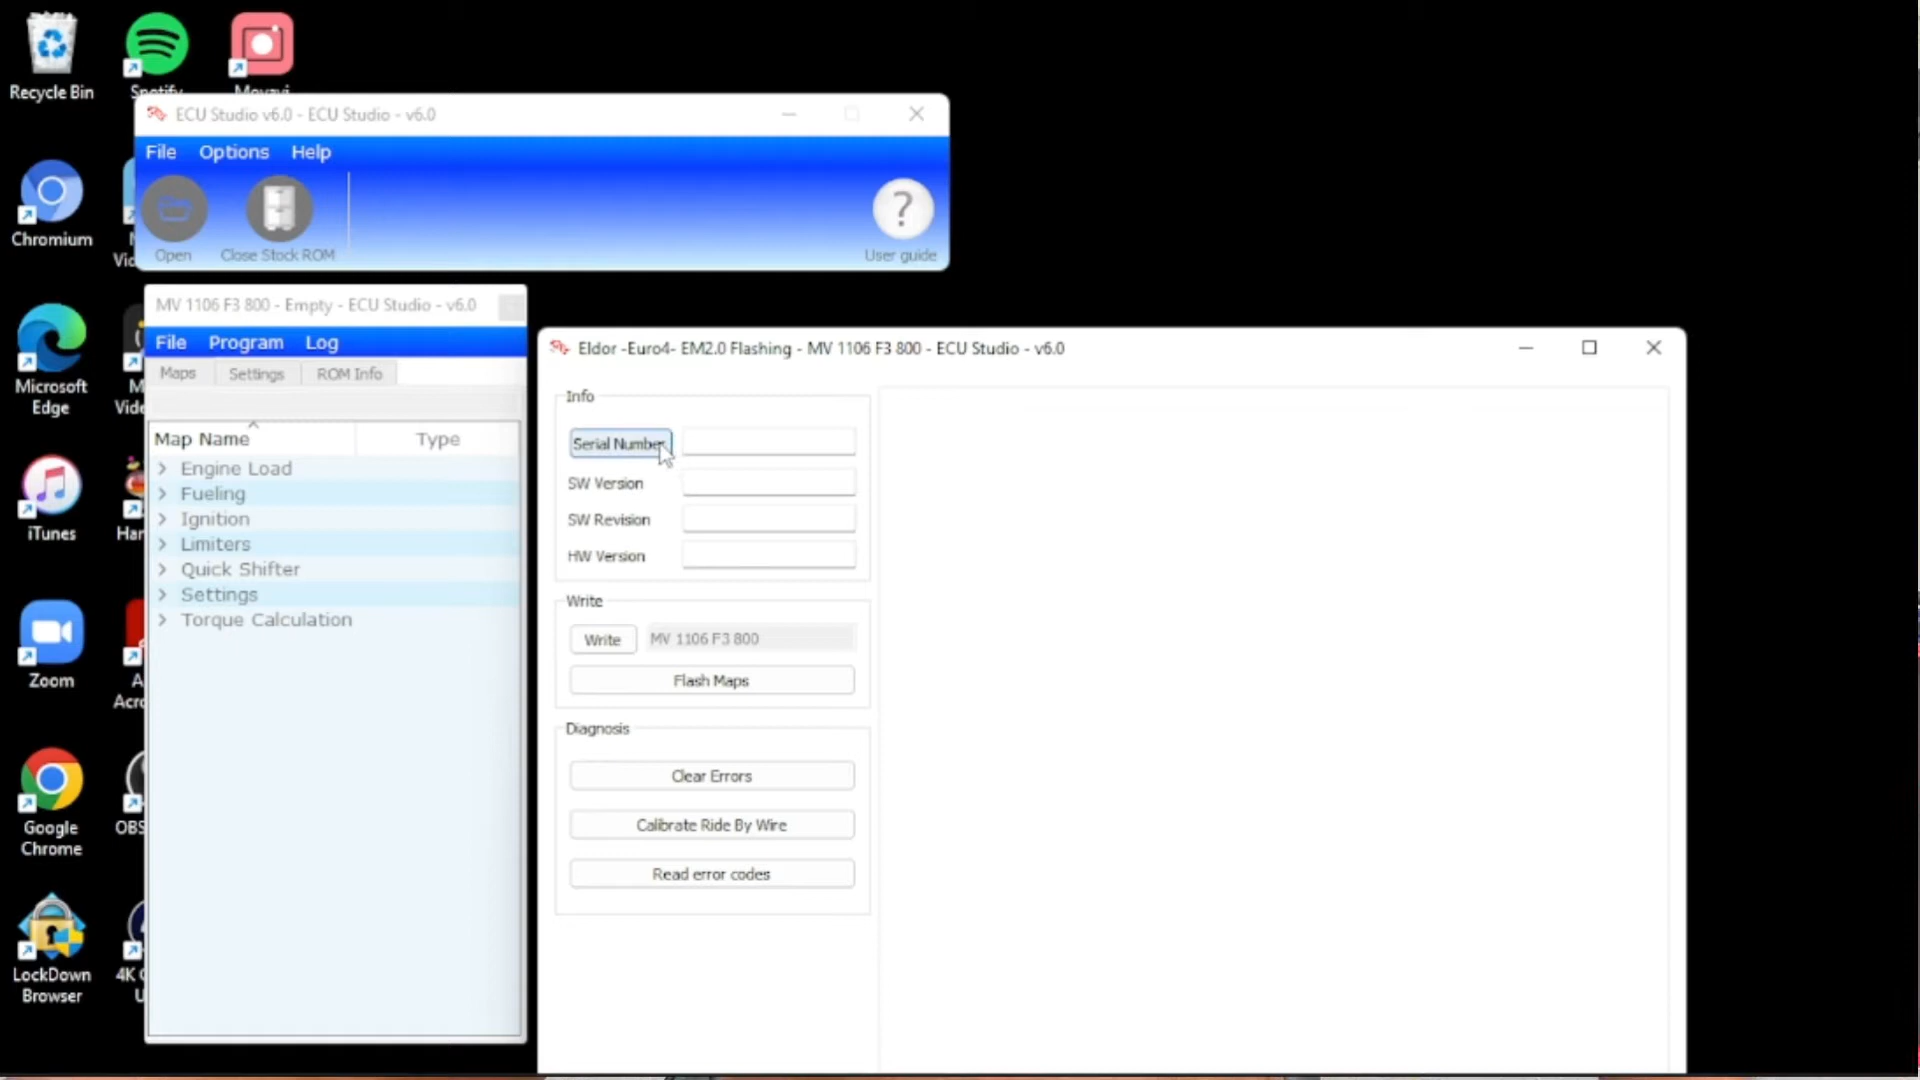 Recycle Bin
Spotify
Movavi
Chromium
Microsoft
Edge
iTunes
Zoom
Google
Chrome
OBS
LockDown
Browser
4K
ECU Studio v6.0 - ECU Studio - v6.0
File Options Help
Open
Close Stock ROM
?
User guide
MV 1106 F3 800 - Empty - ECU Studio - v6.0
File Program Log
Maps Settings ROM Info
Map Name Type
Engine Load
Fueling
Ignition
Limiters
Quick Shifter
Settings
Torque Calculation
Eldor -Euro4- EM2.0 Flashing - MV 1106 F3 800 - ECU Studio - v6.0
Info
Serial Number
SW Version
SW Revision
HW Version
Write
Write MV 1106 F3 800
Flash Maps
Diagnosis
Clear Errors
Calibrate Ride By Wire
Read error codes